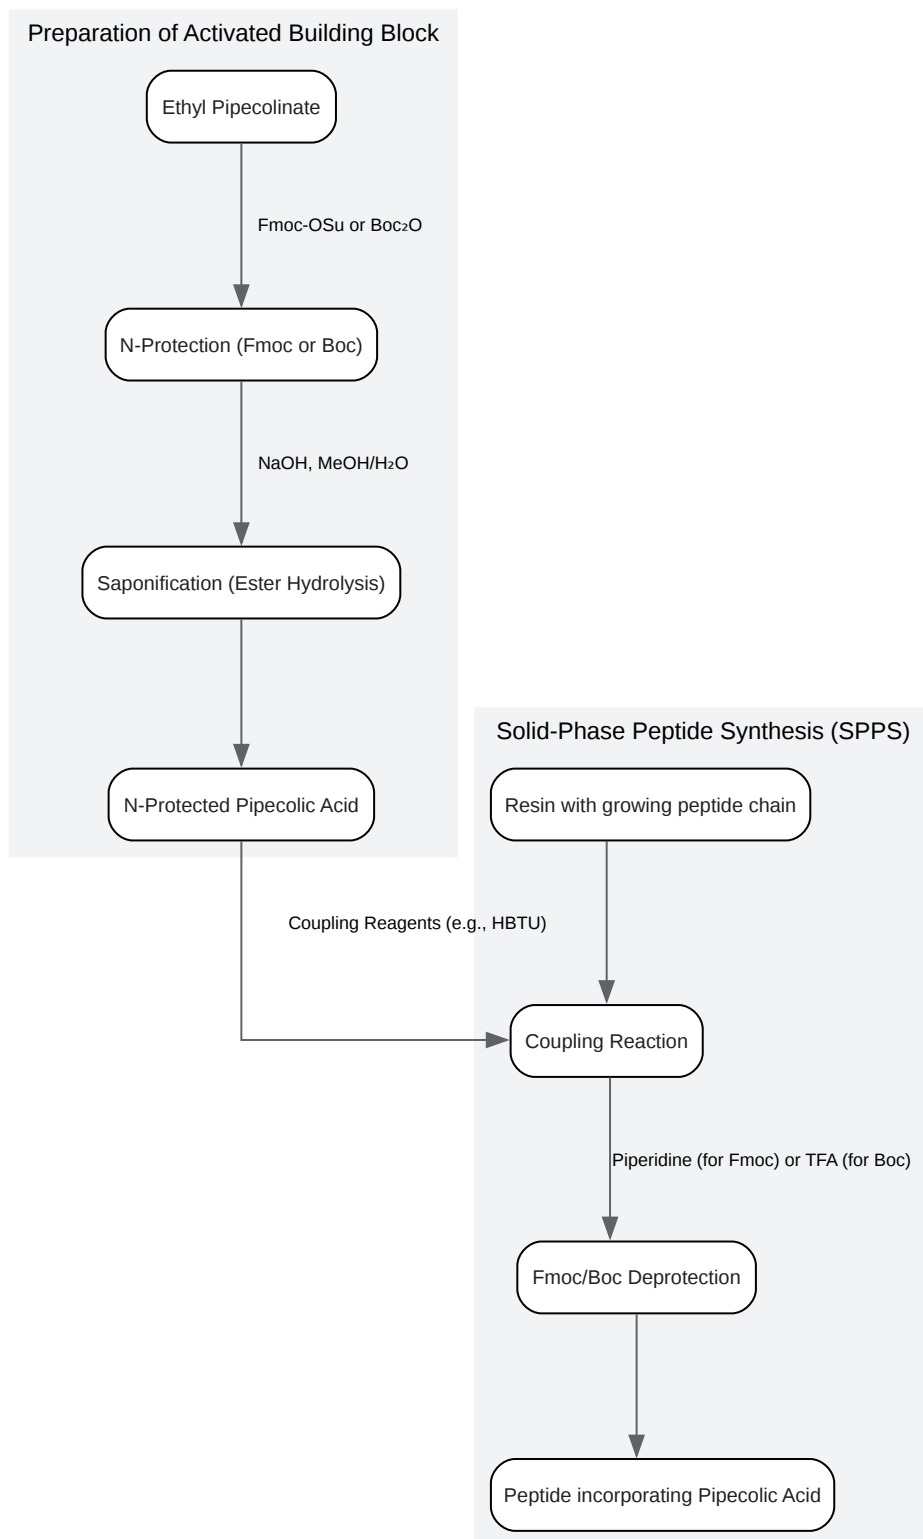 Preparation of Activated Building Block
Ethyl Pipecolinate
Fmoc-OSu or Boc₂O
N-Protection (Fmoc or Boc)
NaOH, MeOH/H₂O
Saponification (Ester Hydrolysis)
N-Protected Pipecolic Acid
Solid-Phase Peptide Synthesis (SPPS)
Resin with growing peptide chain
Coupling Reagents (e.g., HBTU)
Coupling Reaction
Piperidine (for Fmoc) or TFA (for Boc)
Fmoc/Boc Deprotection
Peptide incorporating Pipecolic Acid